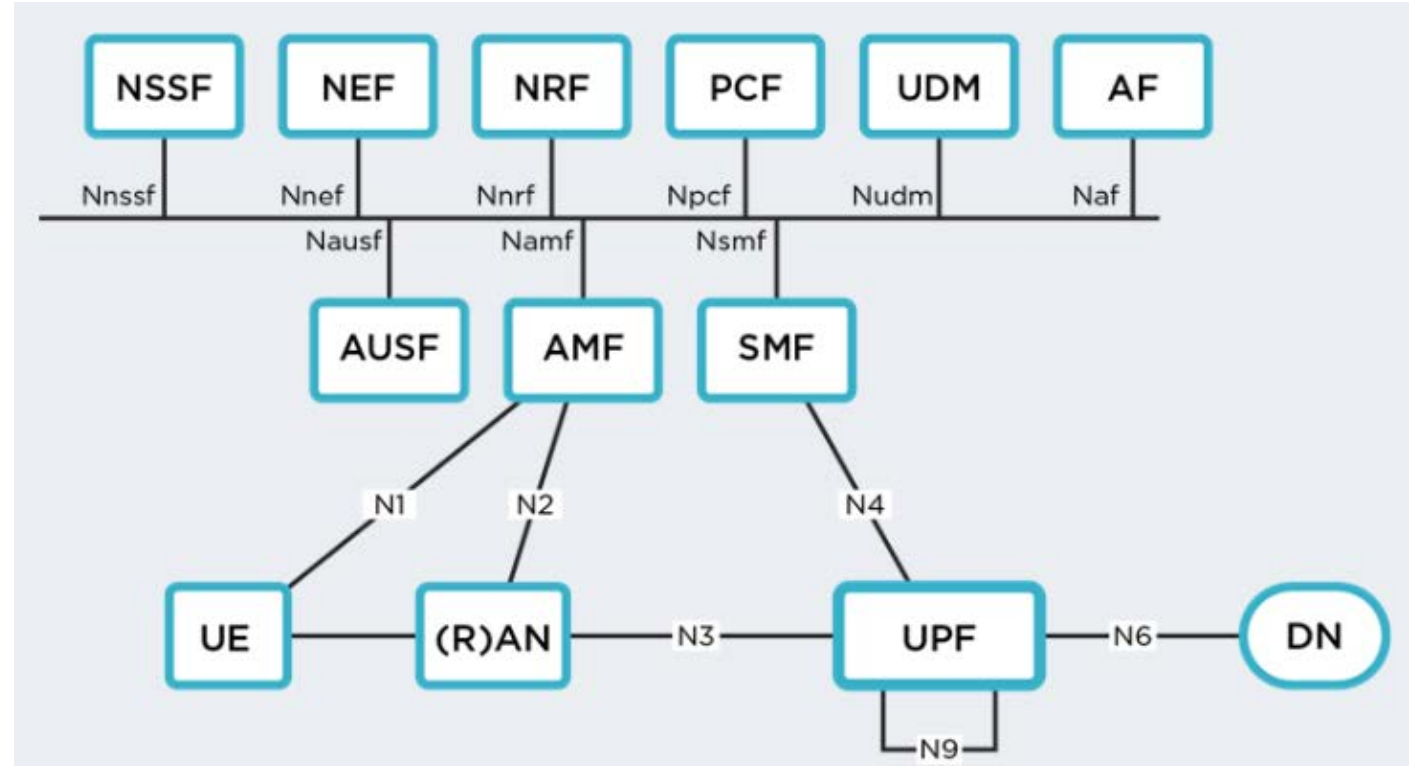 NSSF NEF NRF PCF UDM AF
Nnssf Nnef Nnrf Npcf Nudm Naf
Nausf Namf Nsmf
AUSF AMF SMF
N1 N2 N4
UE (R)AN N3 UPF N6 DN
N9